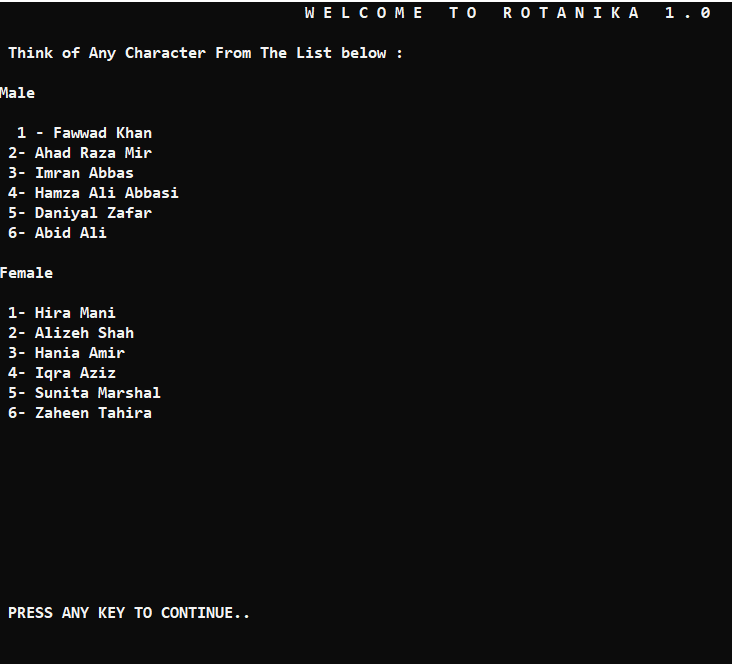 W E L C O M E  T O  R O T A N I K A  1 . 0
Think of Any Character From The List below :
Male
1 - Fawwad Khan
2- Ahad Raza Mir
3- Imran Abbas
4- Hamza Ali Abbasi
5- Daniyal Zafar
6- Abid Ali
Female
1- Hira Mani
2- Alizeh Shah
3- Hania Amir
4- Iqra Aziz
5- Sunita Marshal
6- Zaheen Tahira
PRESS ANY KEY TO CONTINUE..